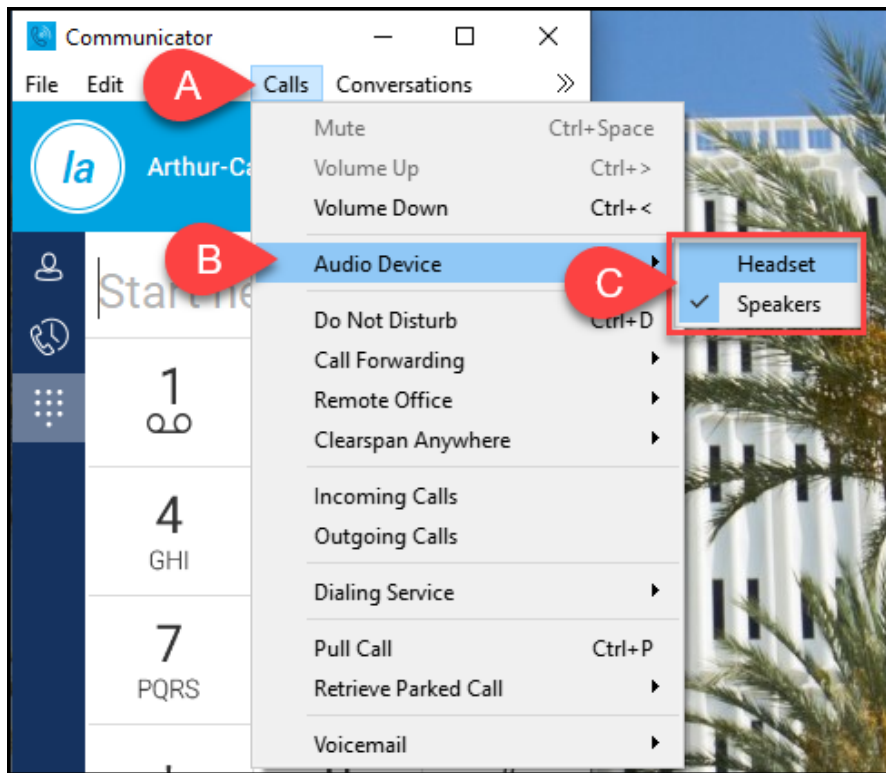 Communicator
File Edit A Calls Conversations
Mute Ctrl+Space
la Arthur-Ca
Volume Up Ctrl+>
Volume Down Ctrl+<
B Audio Device C Headset
Speakers
Do Not Disturb Ctrl+D
Call Forwarding
Remote Office
Clearspan Anywhere
1
Incoming Calls
Outgoing Calls
4
GHI
Dialing Service
7
PQRS
Pull Call Ctrl+P
Retrieve Parked Call
Voicemail